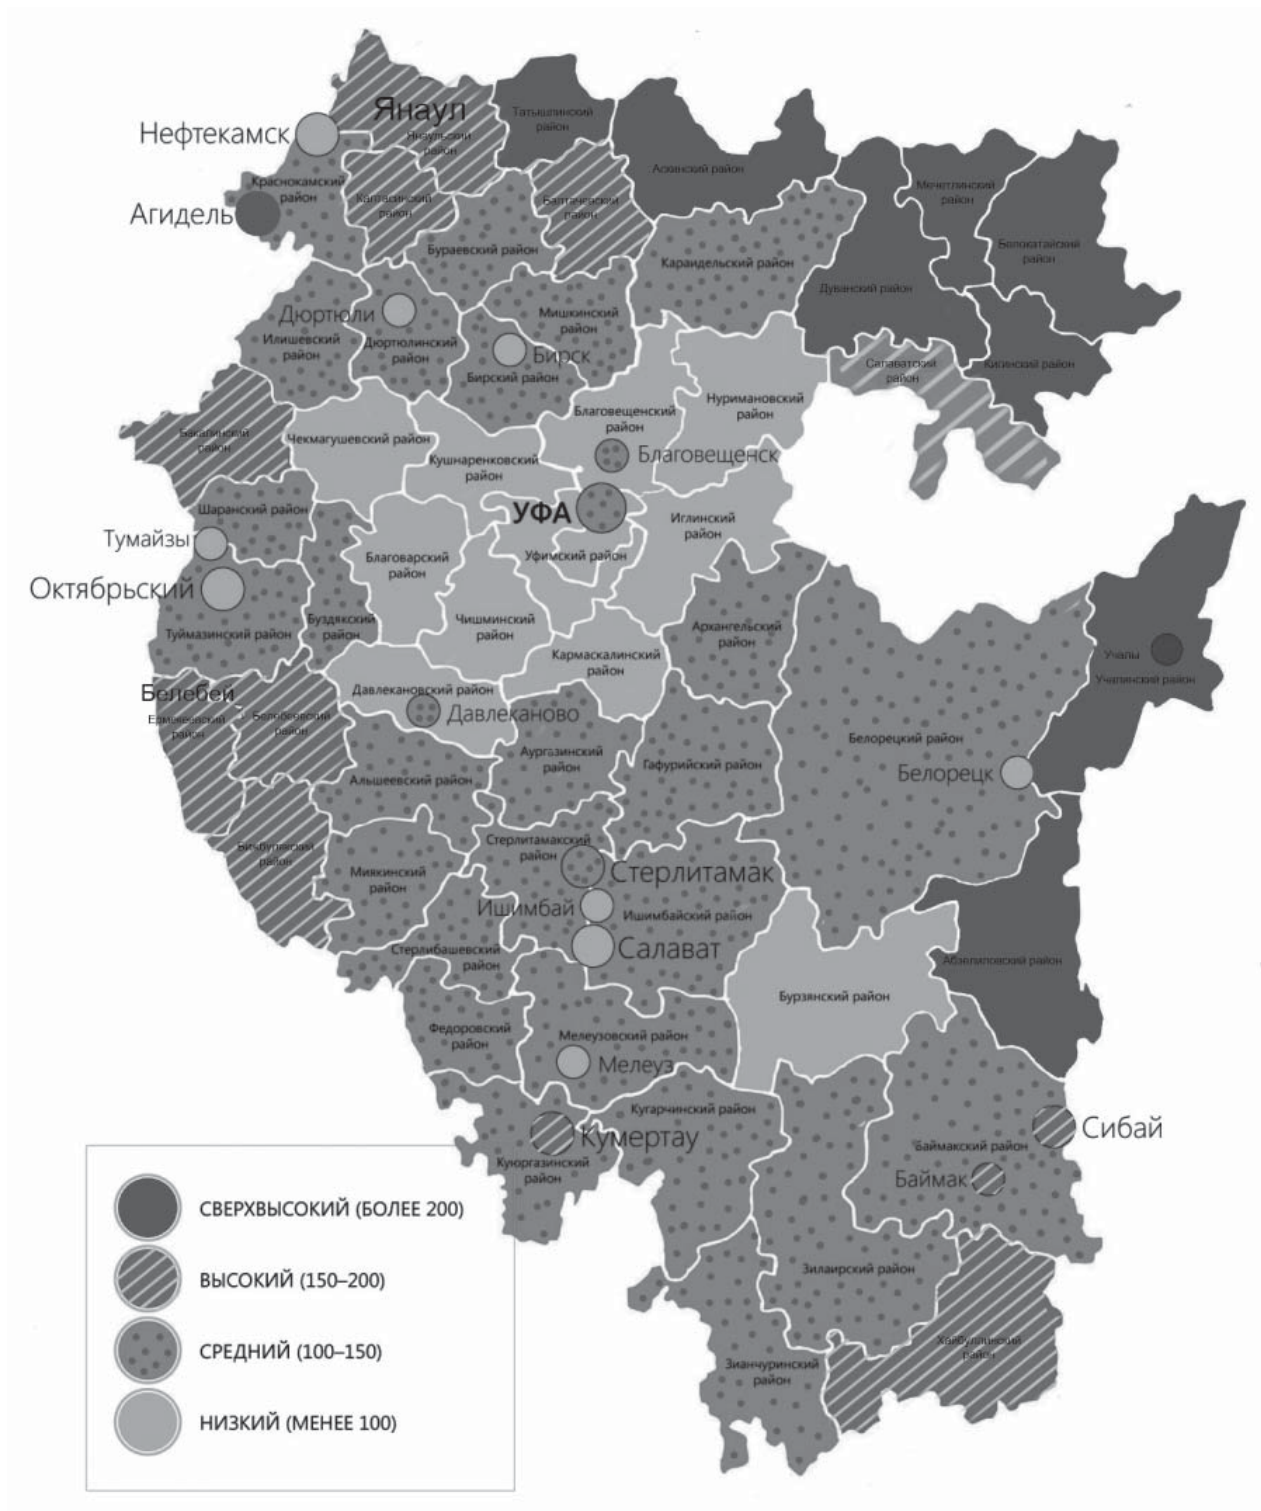 Янаул
Янаульский
район
Татышлинский
район
Нефтекамск
Аскинский район
Краснокамский
район
Калтасинский
район
Балтачевский
район
Мечетлинский
район
Агидель
Белокатайский
район
Бураевский район
Караидельский район
Дуванский район
Дюртюли
Мишкинский
район
Илишевский
район
Дюртюлинский
район
Бирск
Бирский район
Салаватский
район
Кигинский район
Нуримановский
район
Благовещенский
район
Бакалинский
район
Чекмагушевский район
Кушнаренковский
район
Благовещенск
Шаранский район
УФА
Иглинский
район
Тумайзы
Благоварский
район
Уфимский район
Октябрьский
Туймазинский район
Буздякский
район
Чишминский
район
Архангельский
район
Кармаскалинский
район
Учалы
Учалинский район
Белебей
Ермекеевский
район
Белебеевский
район
Давлекановский район
Давлеканово
Белорецкий район
Белорецк
Альшеевский район
Аургазинский
район
Гафурийский район
Бижбулякский
район
Миякинский
район
Стерлитамакский
район
Стерлитамак
Ишимбай
Ишимбайский район
Салават
Стерлибашевский
район
Абзелиловский район
Бурзянский район
Федоровский
район
Мелеузовский район
Мелеуз
Кугарчинский район
Кумертау
Куюргазинский
район
Сибай
Баймакский район
Баймак
Зилаирский район
Хайбуллинский
район
Зианчуринский
район
СВЕРХВЫСОКИЙ (БОЛЕЕ 200)
ВЫСОКИЙ (150–200)
СРЕДНИЙ (100–150)
НИЗКИЙ (МЕНЕЕ 100)